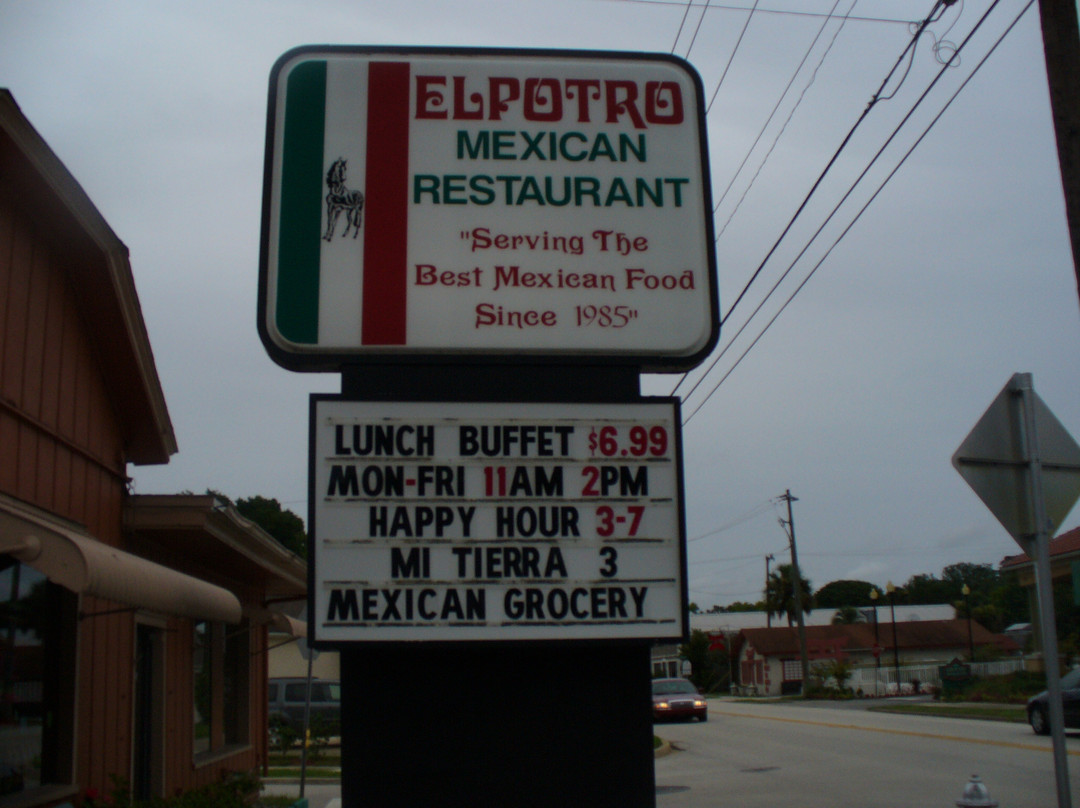 ELPOTRO
MEXICAN
RESTAURANT
"Serving The
Best Mexican Food
Since 1985"
LUNCH BUFFET $6.99
MON-FRI 11AM 2PM
HAPPY HOUR 3-7
MI TIERRA 3
MEXICAN GROCERY